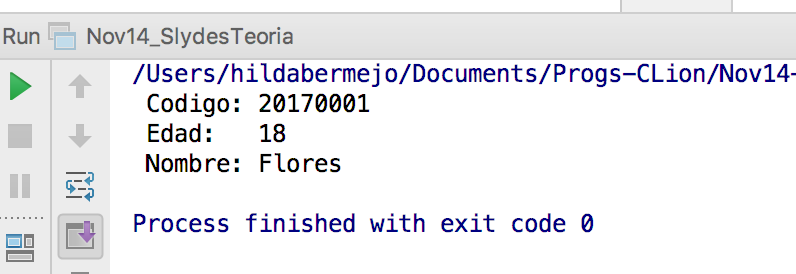 Run Nov14_SlydesTeoria
/Users/hildabermejo/Documents/Progs-CLion/Nov14-
Codigo: 20170001
Edad:   18
Nombre: Flores
Process finished with exit code 0